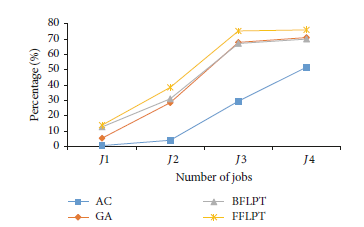 80
70
60
50
40
30
20
10
0
Percentage (%)
J1 J2 J3 J4
Number of jobs
AC BFLPT
GA FFLPT